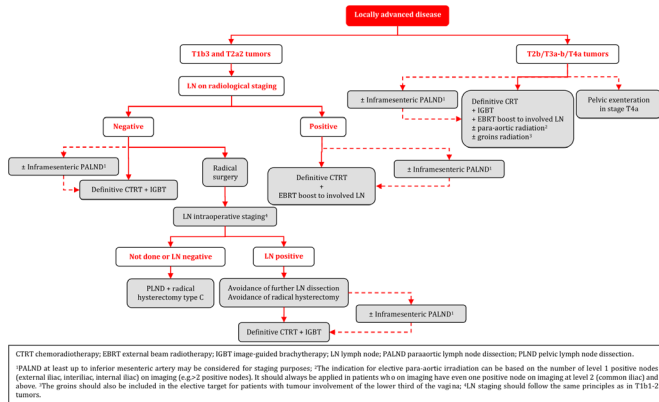 Locally advanced disease
T1b3 and T2a2 tumors
T2b/T3a-b/T4a tumors
LN on radiological staging
± Inframesenteric PALND¹
Definitive CRT
+ IGBT
+ EBRT boost to involved LN
± para-aortic radiation²
± groins radiation³
Pelvic exenteration
in stage T4a
Negative
Positive
± Inframesenteric PALND¹
Definitive CTRT + IGBT
Radical
surgery
Definitive CTRT
+
EBRT boost to involved LN
± Inframesenteric PALND¹
LN intraoperative staging⁴
Not done or LN negative
LN positive
PLND + radical
hysterectomy type C
Avoidance of further LN dissection
Avoidance of radical hysterectomy
± Inframesenteric PALND¹
Definitive CTRT + IGBT
CTRT chemoradiotherapy; EBRT external beam radiotherapy; IGBT image-guided brachytherapy; LN lymph node; PALND paraaortic lymph node dissection; PLND pelvic lymph node dissection.
¹PALND at least up to inferior mesenteric artery may be considered for staging purposes; ²The indication for elective para-aortic irradiation can be based on the number of level 1 positive nodes
(external iliac, interiliac, internal iliac) on imaging (e.g.>2 positive nodes). It should always be applied in patients who on imaging have even one positive node on imaging at level 2 (common iliac) and
above. ³The groins should also be included in the elective target for patients with tumour involvement of the lower third of the vagina; ⁴LN staging should follow the same principles as in T1b1-2
tumors.